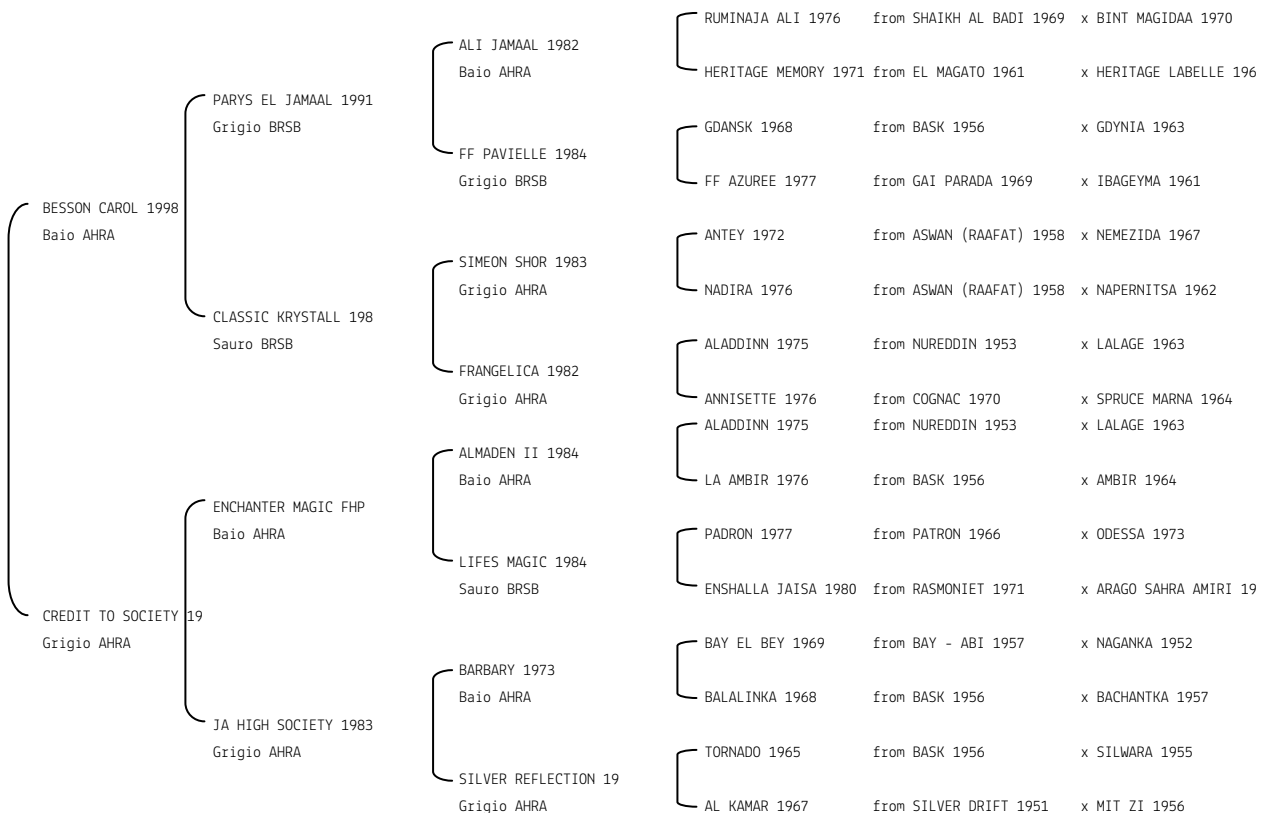 RUMINAJA ALI 1976 from SHAIKH AL BADI 1969 x BINT MAGIDAA 1970
ALI JAMAAL 1982
Baio AHRA
HERITAGE MEMORY 1971 from EL MAGATO 1961 x HERITAGE LABELLE 196
PARYS EL JAMAAL 1991
Grigio BRSB
GDANSK 1968 from BASK 1956 x GDYNIA 1963
FF PAVIELLE 1984
Grigio BRSB
FF AZUREE 1977 from GAI PARADA 1969 x IBAGEYMA 1961
BESSON CAROL 1998
Baio AHRA
ANTEY 1972 from ASWAN (RAAFAT) 1958 x NEMEZIDA 1967
SIMEON SHOR 1983
Grigio AHRA
NADIRA 1976 from ASWAN (RAAFAT) 1958 x NAPERNITSA 1962
CLASSIC KRYSTALL 198
Sauro BRSB
ALADDINN 1975 from NUREDDIN 1953 x LALAGE 1963
FRANGELICA 1982
Grigio AHRA
ANNISETTE 1976 from COGNAC 1970 x SPRUCE MARNA 1964
ALADDINN 1975 from NUREDDIN 1953 x LALAGE 1963
ALMADEN II 1984
Baio AHRA
LA AMBIR 1976 from BASK 1956 x AMBIR 1964
ENCHANTER MAGIC FHP
Baio AHRA
PADRON 1977 from PATRON 1966 x ODESSA 1973
LIFES MAGIC 1984
Sauro BRSB
ENSHALLA JAISA 1980 from RASMONIET 1971 x ARAGO SAHRA AMIRI 19
CREDIT TO SOCIETY 19
Grigio AHRA
BAY EL BEY 1969 from BAY - ABI 1957 x NAGANKA 1952
BARBARY 1973
Baio AHRA
BALALINKA 1968 from BASK 1956 x BACHANTKA 1957
JA HIGH SOCIETY 1983
Grigio AHRA
TORNADO 1965 from BASK 1956 x SILWARA 1955
SILVER REFLECTION 19
Grigio AHRA
AL KAMAR 1967 from SILVER DRIFT 1951 x MIT ZI 1956